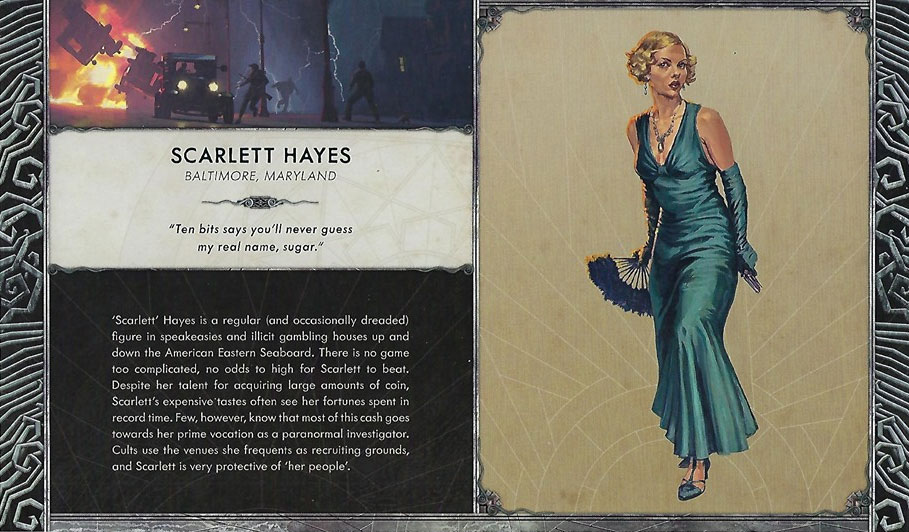 SCARLETT HAYES
BALTIMORE, MARYLAND
“Ten bits says you’ll never guess
my real name, sugar.”
‘Scarlett’ Hayes is a regular (and occasionally dreaded)
figure in speakeasies and illicit gambling houses up and
down the American Eastern Seaboard. There is no game
too complicated, no odds to high for Scarlett to beat.
Despite her talent for acquiring large amounts of coin,
Scarlett’s expensive tastes often see her fortunes spent in
record time. Few, however, know that most of this cash goes
towards her prime vocation as a paranormal investigator.
Cults use the venues she frequents as recruiting grounds,
and Scarlett is very protective of ‘her people’.